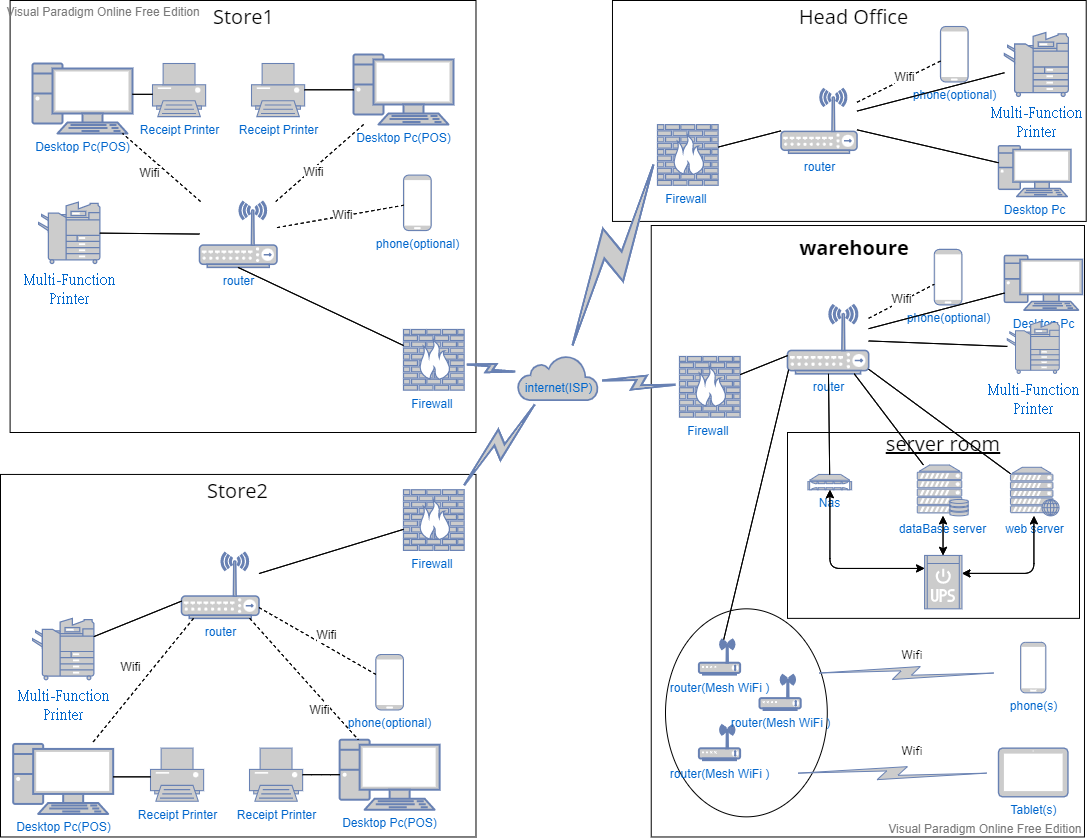 Visual Paradigm Online Free Edition
Store1
Desktop Pc(POS)
Receipt Printer
Receipt Printer
Desktop Pc(POS)
Wifi
Wifi
Wifi
phone(optional)
Multi-Function
Printer
router
Firewall
Head Office
Wifi
phone(optional)
Multi-Function
Printer
router
Firewall
Desktop Pc
internet(ISP)
warehoure
Wifi
phone(optional)
Desktop Pc
Multi-Function
Printer
router
Firewall
server room
Nas
dataBase server
web server
UPS
router(Mesh WiFi )
router(Mesh WiFi )
router(Mesh WiFi )
Wifi
phone(s)
Wifi
Tablet(s)
Store2
Firewall
router
Multi-Function
Printer
Wifi
Wifi
Wifi
phone(optional)
Desktop Pc(POS)
Receipt Printer
Receipt Printer
Desktop Pc(POS)
Visual Paradigm Online Free Edition